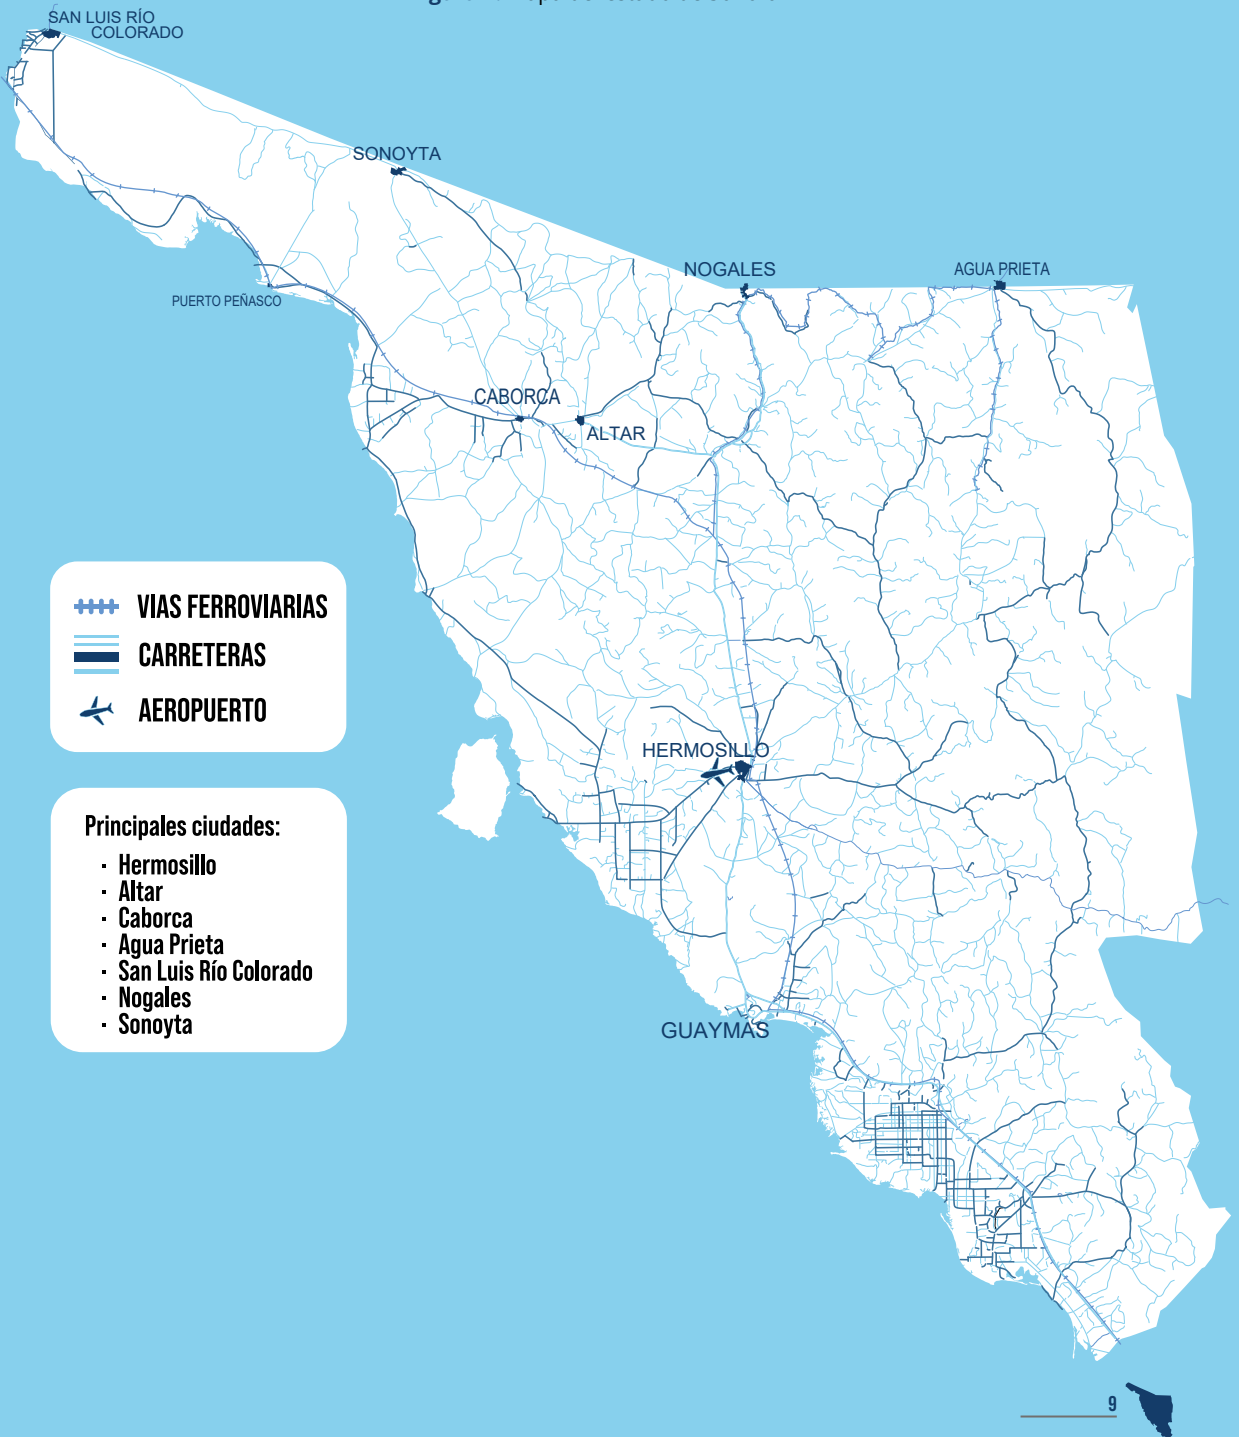 SAN LUIS RÍO
COLORADO
SONOYTA
NOGALES
AGUA PRIETA
PUERTO PEÑASCO
CABORCA
ALTAR
VIAS FERROVIARIAS
CARRETERAS
AEROPUERTO
HERMOSILLO
Principales ciudades:
· Hermosillo
· Altar
· Caborca
· Agua Prieta
· San Luis Río Colorado
· Nogales
· Sonoyta
GUAYMAS
9